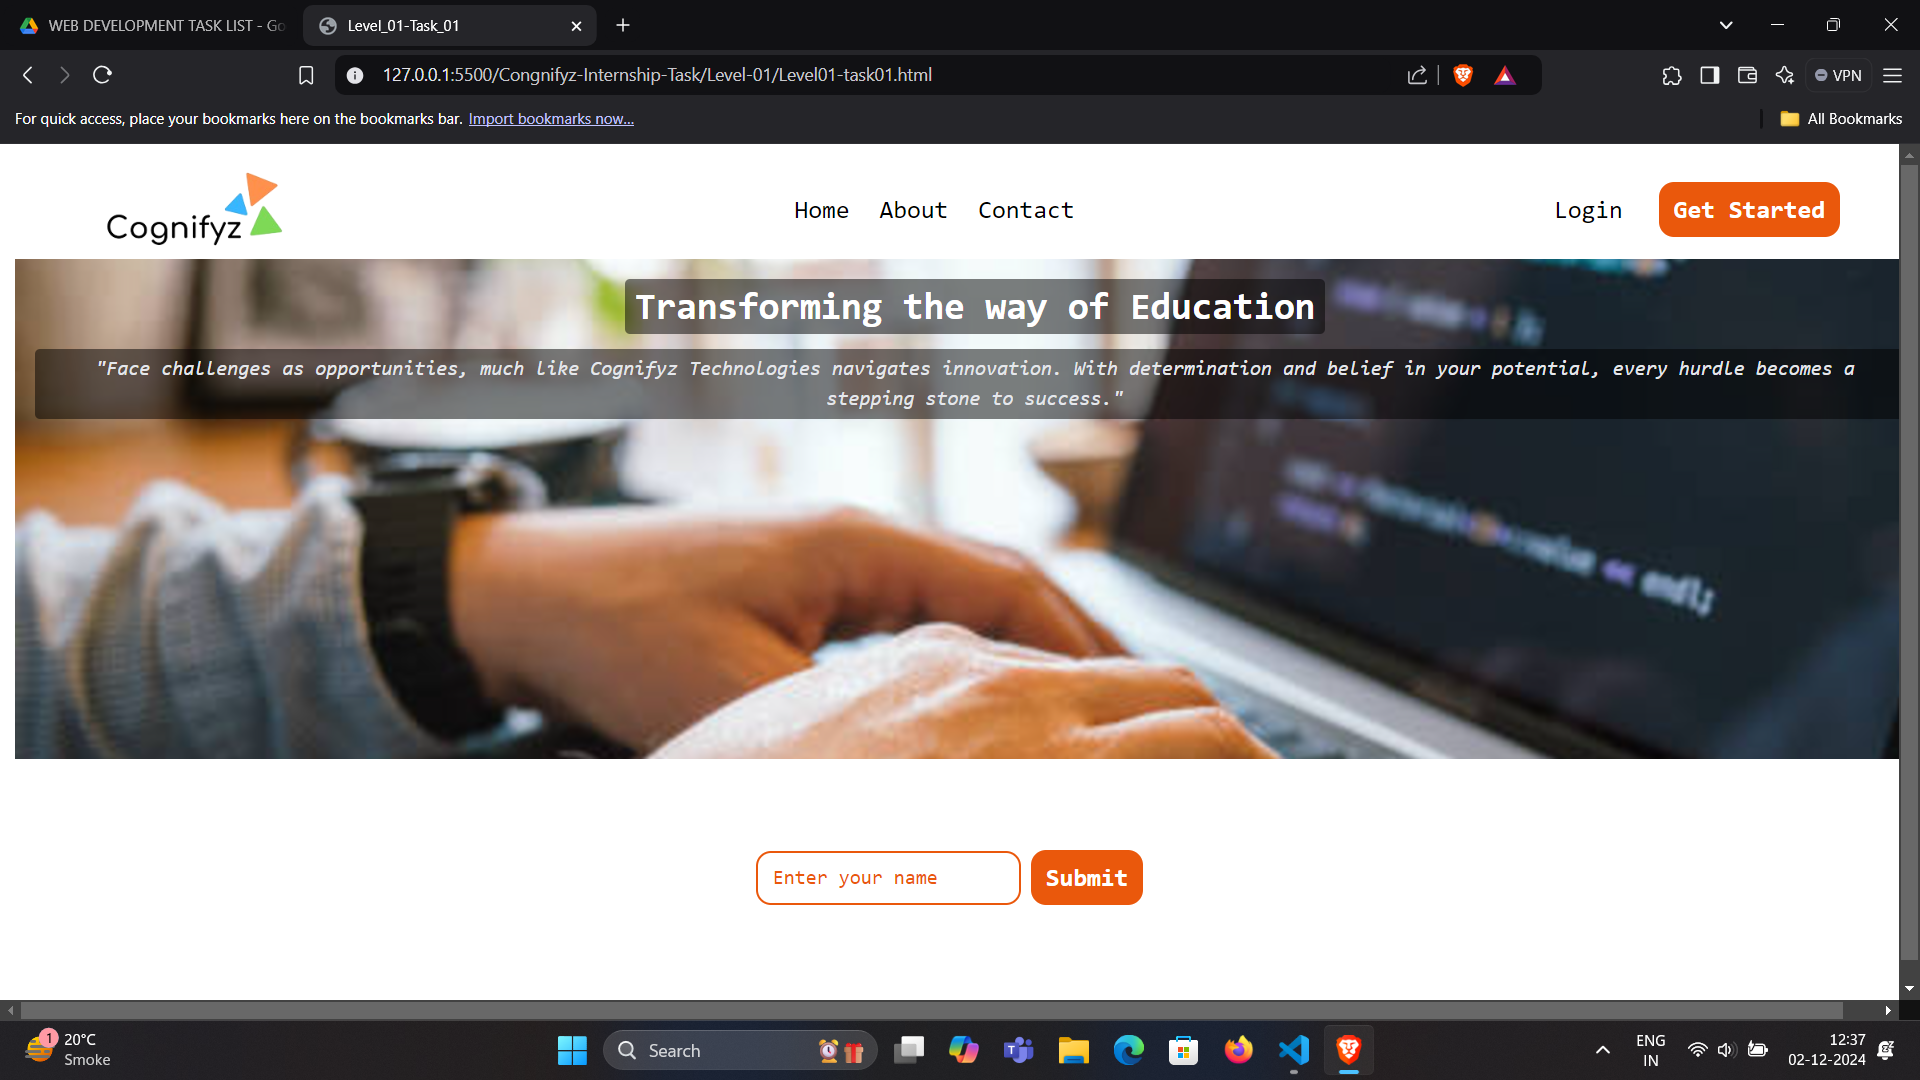 WEB DEVELOPMENT TASK LIST - Go
Level_01-Task_01
127.0.0.1:5500/Congnifyz-Internship-Task/Level-01/Level01-task01.html
VPN
For quick access, place your bookmarks here on the bookmarks bar. Import bookmarks now...
All Bookmarks
Cognifyz
Home About Contact
Login Get Started
Transforming the way of Education
"Face challenges as opportunities, much like Cognifyz Technologies navigates innovation. With determination and belief in your potential, every hurdle becomes a
stepping stone to success."
value << endl;
Enter your name Submit
1
20°C
Smoke
Search
ENG
IN
12:37
02-12-2024